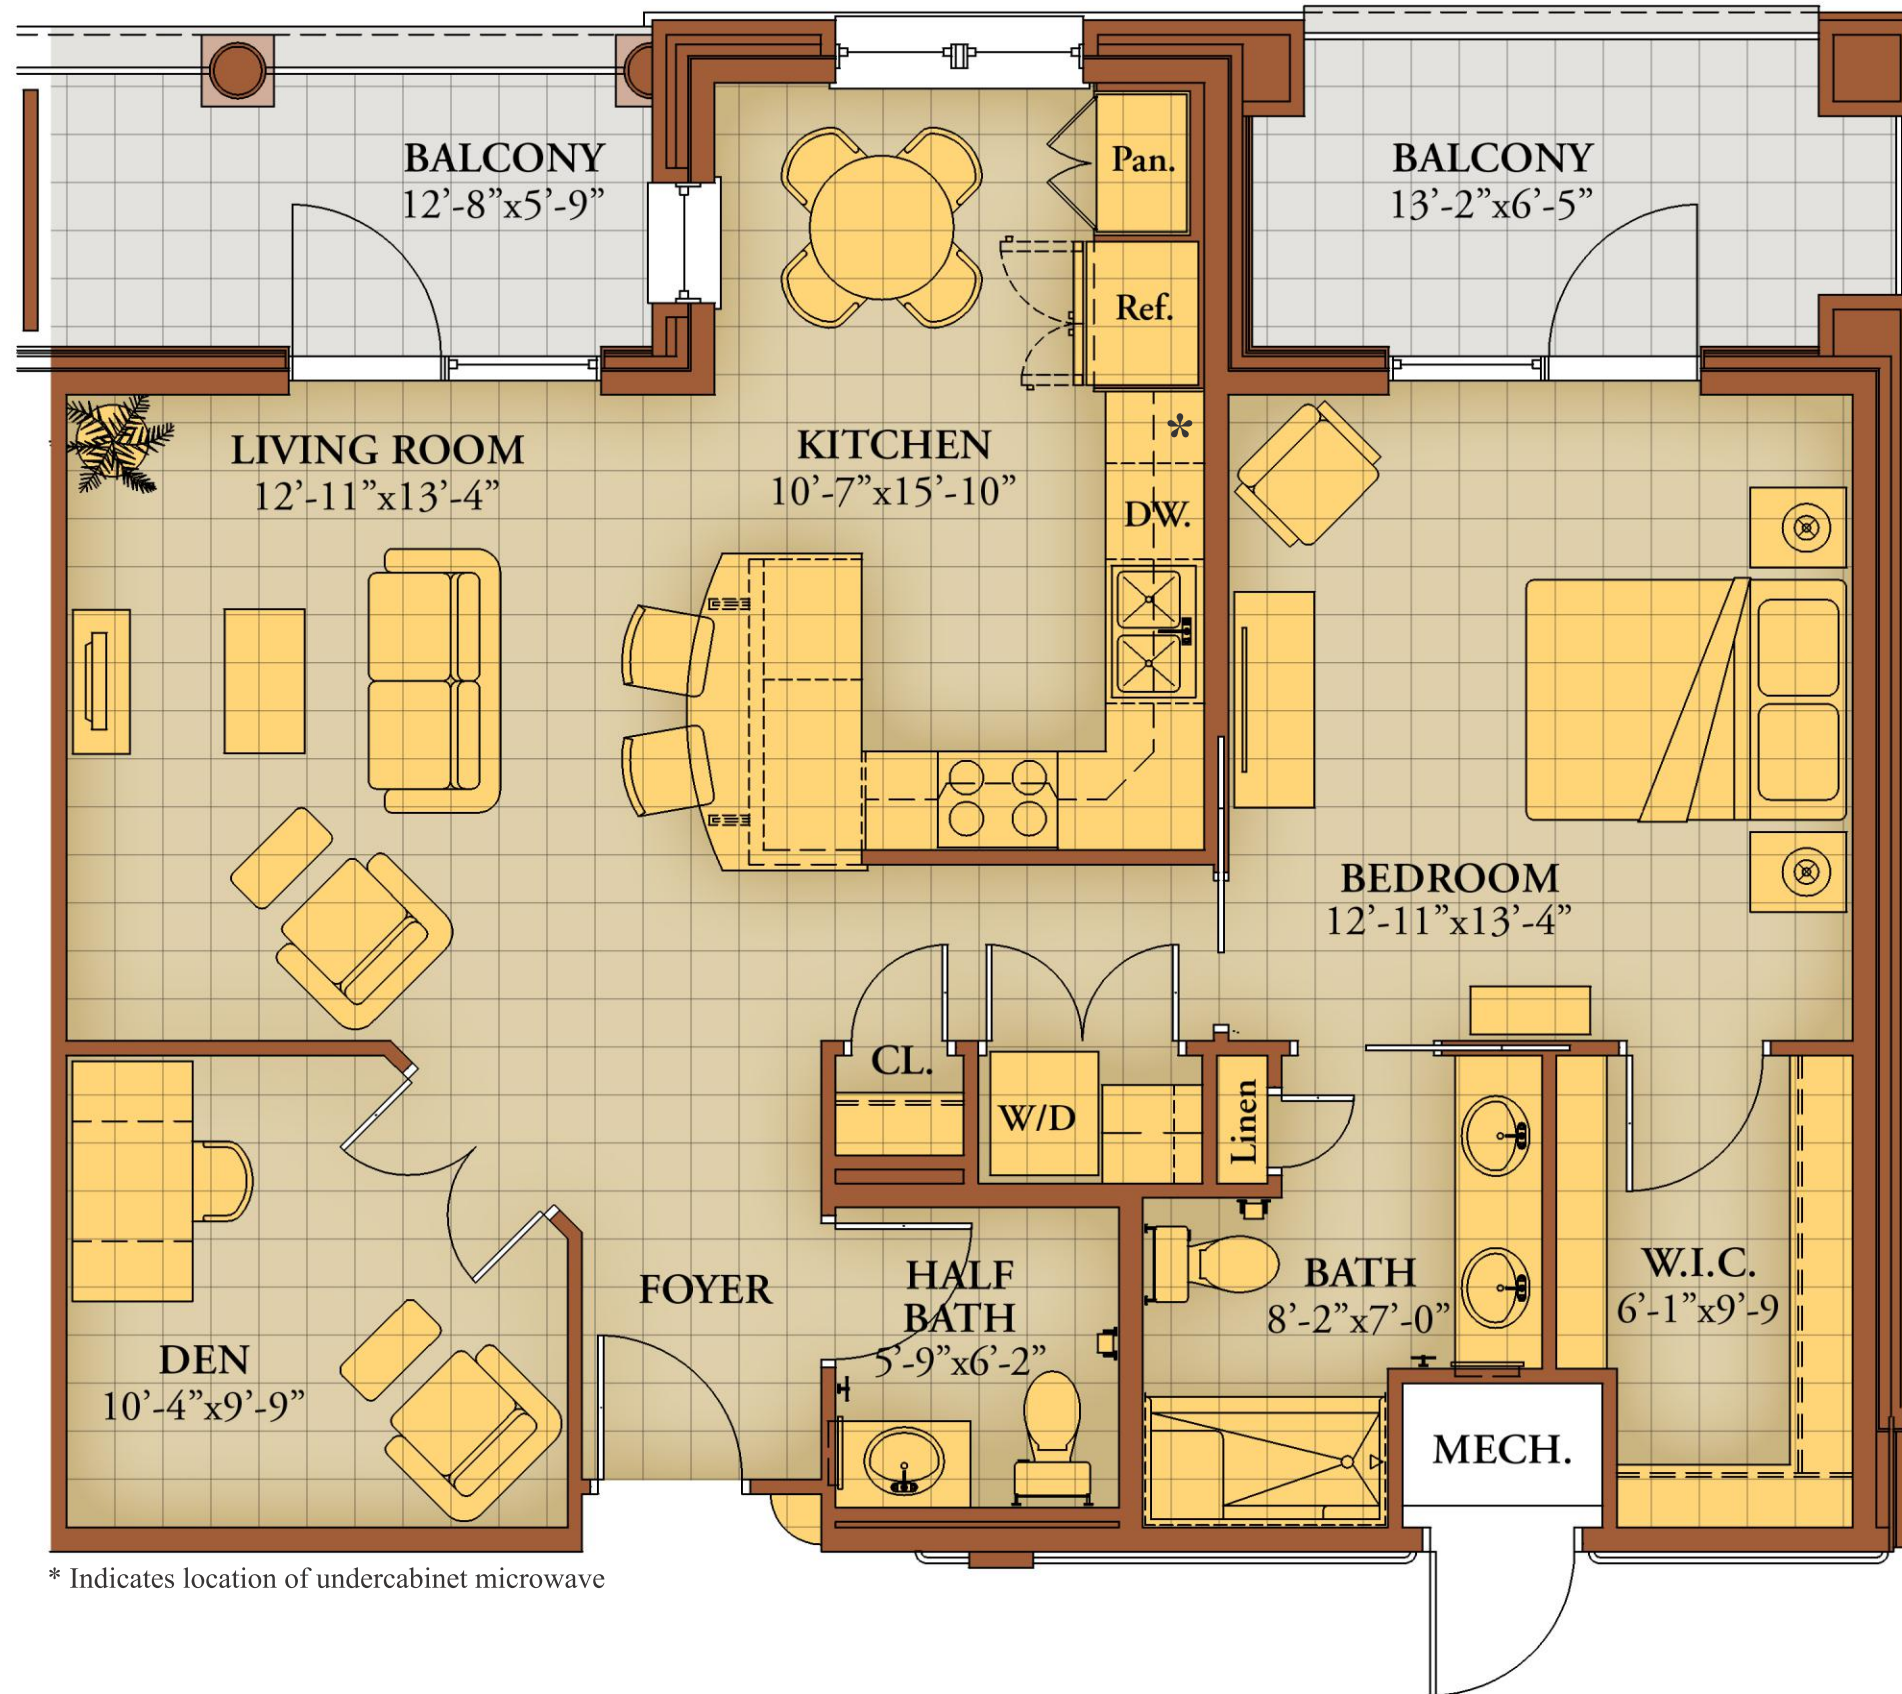 BALCONY
12’-8”x5’-9”
Pan.
BALCONY
13’-2”x6’-5”
Ref.
LIVING ROOM
12’-11”x13’-4”
KITCHEN
10’-7”x15’-10”
*
DW.
BEDROOM
12’-11”x13’-4”
CL.
W/D
Linen
FOYER
HALF
BATH
5’-9”x6’-2”
BATH
8’-2”x7’-0”
W.I.C.
6’-1”x9’-9
DEN
10’-4”x9’-9”
MECH.
* Indicates location of undercabinet microwave